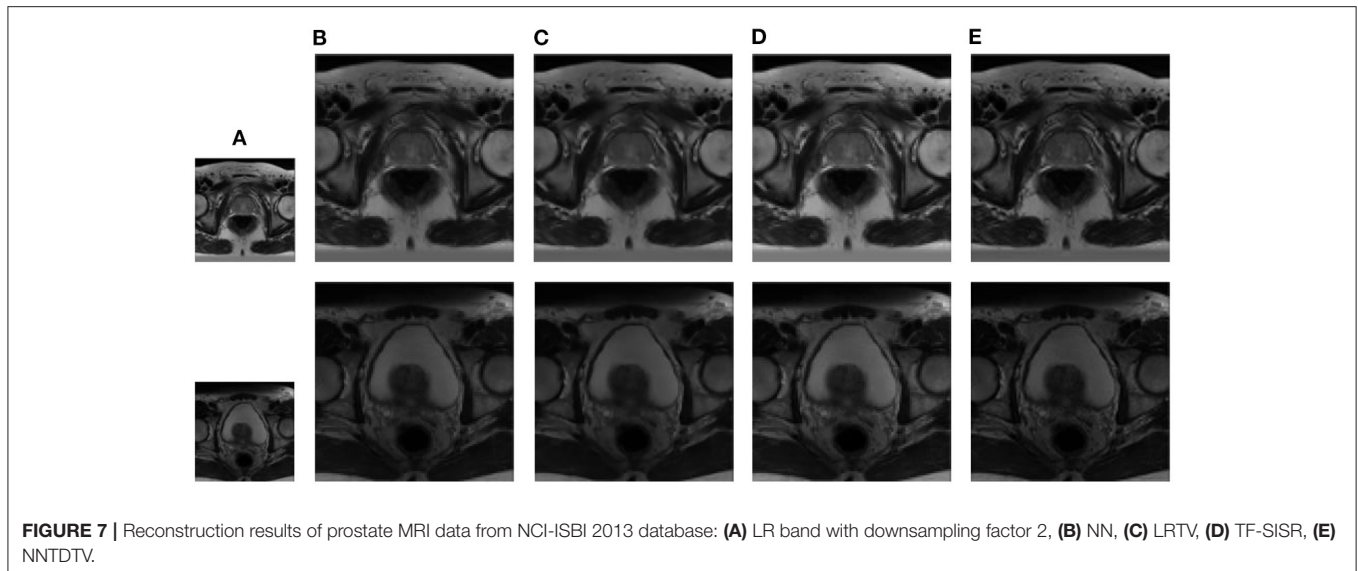 A
B
C
D
E
FIGURE 7 | Reconstruction results of prostate MRI data from NCI-ISBI 2013 database: (A) LR band with downsampling factor 2, (B) NN, (C) LRTV, (D) TF-SISR, (E)
NNTDTV.